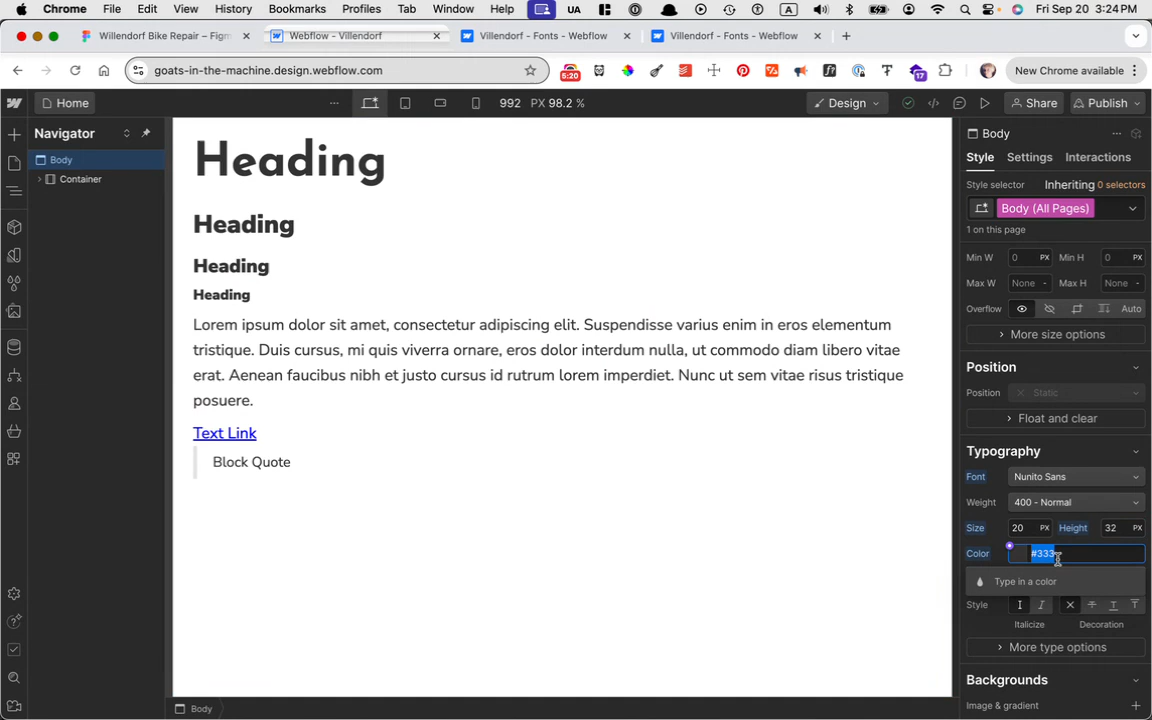 Chrome File Edit View History Bookmarks Profiles Tab Window Help UA A Fri Sep 20 3:24 PM
Willendorf Bike Repair – Figm Webflow - Villendorf Villendorf - Fonts - Webflow Villendorf - Fonts - Webflow
goats-in-the-machine.design.webflow.com 5:20 17 New Chrome available
Home 992 PX 98.2 % Design Share Publish
Navigator
Body
Container
Heading
Heading
Heading
Heading
Lorem ipsum dolor sit amet, consectetur adipiscing elit. Suspendisse varius enim in eros elementum
tristique. Duis cursus, mi quis viverra ornare, eros dolor interdum nulla, ut commodo diam libero vitae
erat. Aenean faucibus nibh et justo cursus id rutrum lorem imperdiet. Nunc ut sem vitae risus tristique
posuere.
Text Link
Block Quote
Body
Body
Style Settings Interactions
Style selector Inheriting 0 selectors
Body (All Pages)
1 on this page
Min W 0 PX Min H 0 PX
Max W None - Max H None -
Overflow Auto
More size options
Position
Position Static
Float and clear
Typography
Font Nunito Sans
Weight 400 - Normal
Size 20 PX Height 32 PX
Color #333
Type in a color
Style
Italicize Decoration
More type options
Backgrounds
Image & gradient